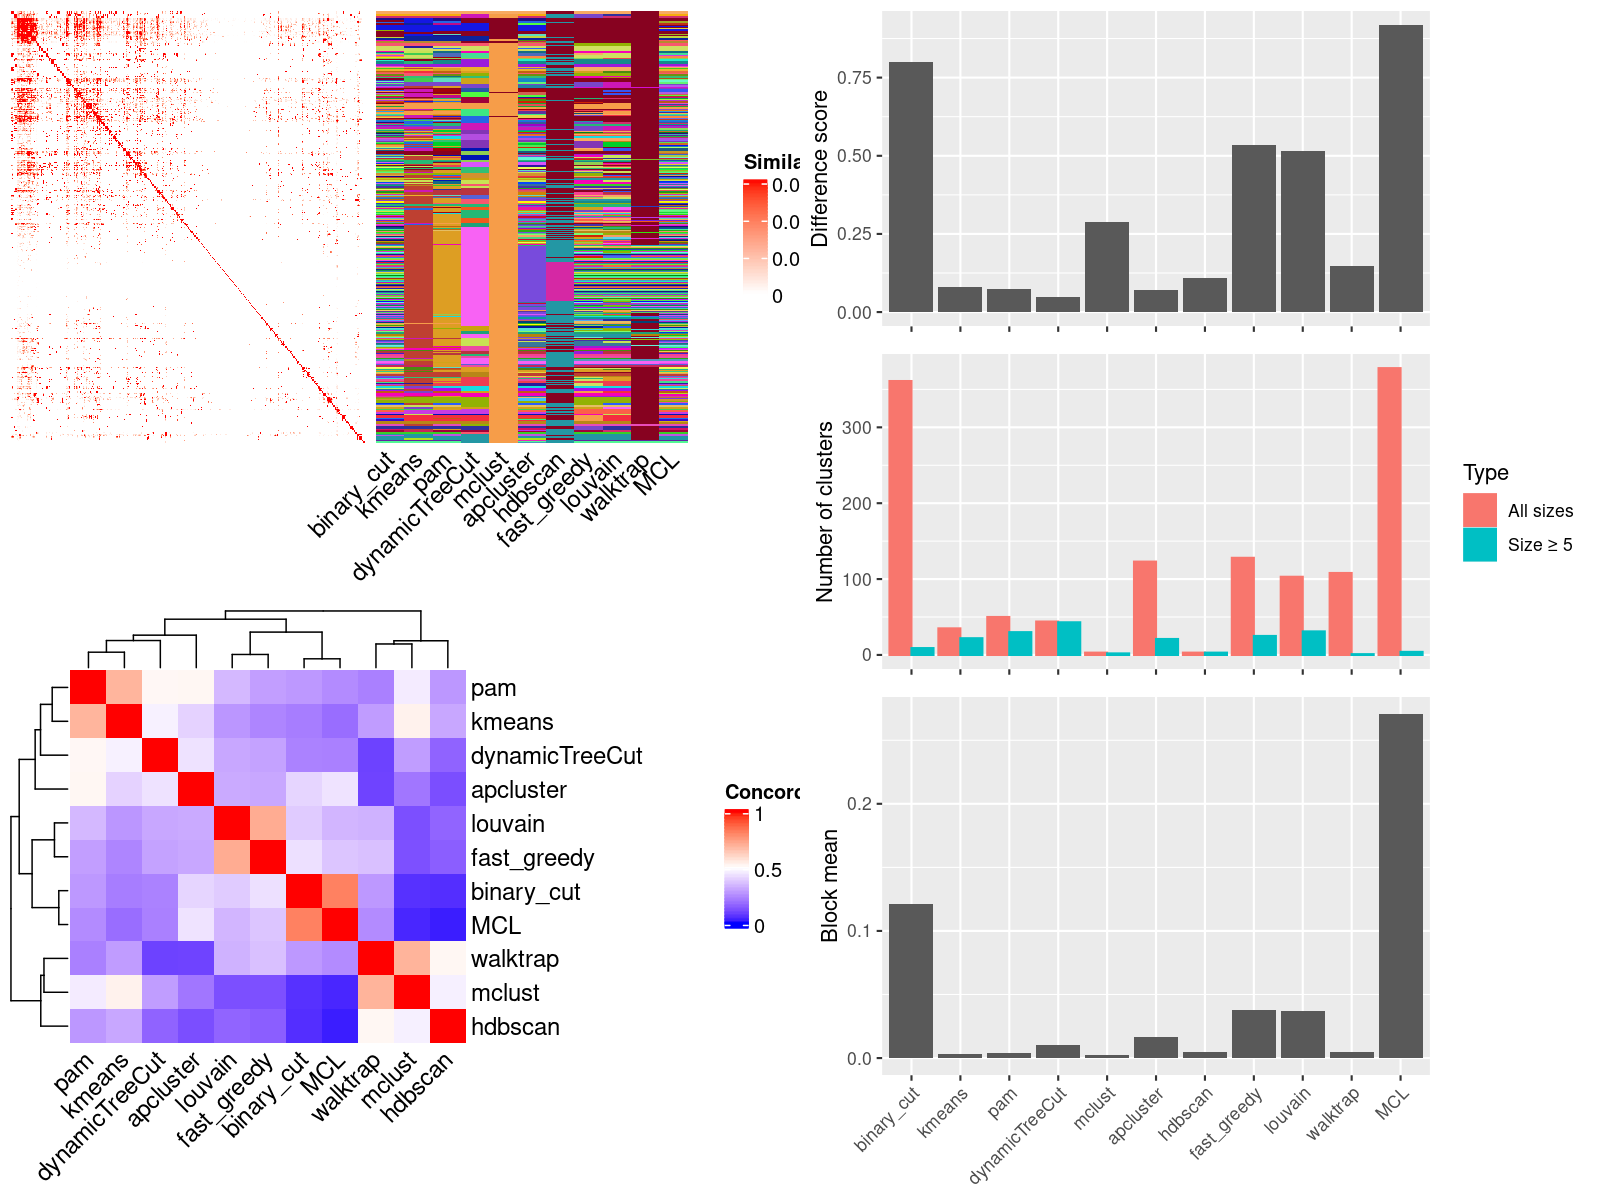 Simila
0.0
0.0
0.0
0
binary_cut
kmeans
pam
dynamicTreeCut
mclust
apcluster
hdbscan
fast_greedy
louvain
walktrap
MCL
pam
kmeans
dynamicTreeCut
apcluster
louvain
fast_greedy
binary_cut
MCL
walktrap
mclust
hdbscan
pam
kmeans
dynamicTreeCut
apcluster
louvain
fast_greedy
binary_cut
MCL
walktrap
mclust
hdbscan
Concord
1
0.5
0
Difference score
0.75
0.50
0.25
0.00
Number of clusters
300
200
100
0
Type
All sizes
Size ≥ 5
Block mean
0.2
0.1
0.0
binary_cut
kmeans
pam
dynamicTreeCut
mclust
apcluster
hdbscan
fast_greedy
louvain
walktrap
MCL